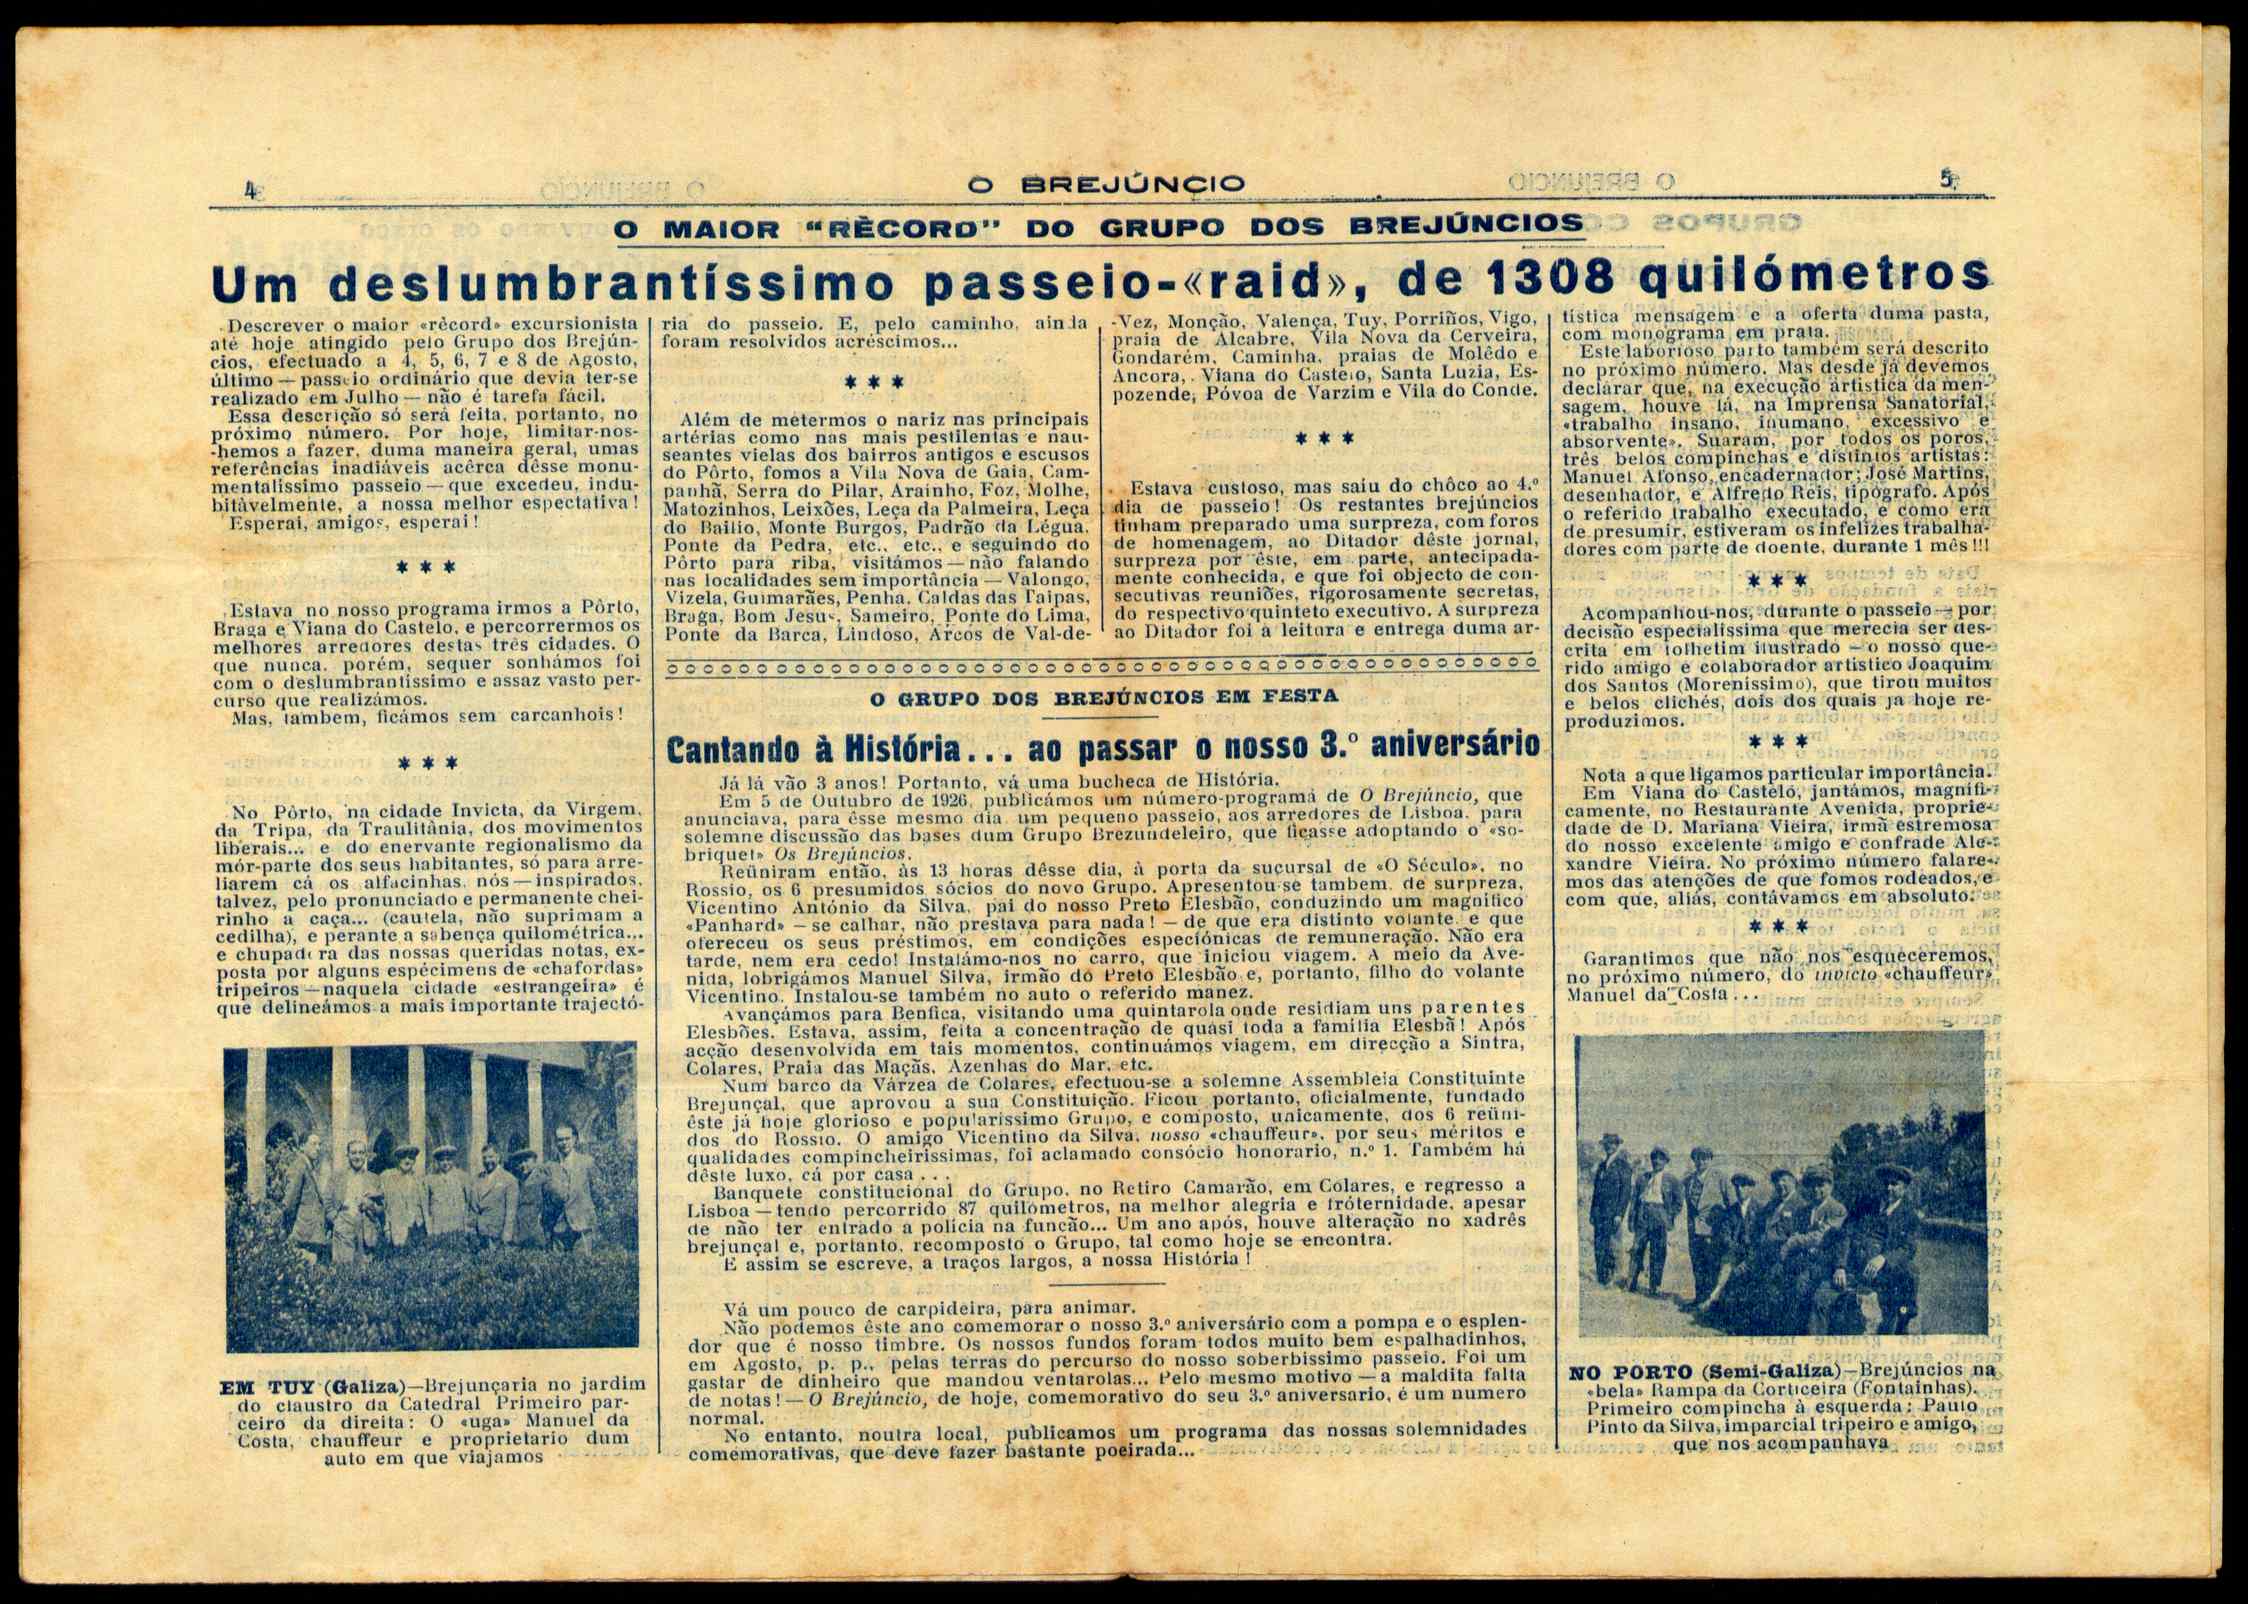 4
O BREJÚNCIO
5
O MAIOR "RÈCORD" DO GRUPO DOS BREJÚNCIOS
Um deslumbrantíssimo passeio-«raid», de 1308 quilómetros
Descrever o maior «rècord» excursionista
até hoje atingido pelo Grupo dos Brejún-
cios, efectuado a 4, 5, 6, 7 e 8 de Agosto,
último — passeio ordinário que devia ter-se
realizado em Julho — não é tarefa fácil.
Essa descrição só será feita, portanto, no
próximo número. Por hoje, limitar-nos-
-hemos a fazer, duma maneira geral, umas
referências inadiáveis acêrca dêsse monu-
mentalíssimo passeio — que excedeu, indu-
bitàvelmente, a nossa melhor espectativa!
Esperai, amigos, esperai!
* * *
Estava no nosso programa irmos a Pôrto,
Braga e Viana do Castelo, e percorrermos os
melhores arredores destas três cidades. O
que nunca, porém, sequer sonhámos foi
com o deslumbrantíssimo e assaz vasto per-
curso que realizámos.
Mas, tambem, ficámos sem carcanhois!
* * *
No Pôrto, na cidade Invicta, da Virgem,
da Tripa, da Traulitânia, dos movimentos
liberais... e do enervante regionalismo da
mór-parte dos seus habitantes, só para arre-
liarem cá os alfacinhas, nós — inspirados,
talvez, pelo pronunciado e permanente chei-
rinho a caça... (cautela, não suprimam a
cedilha), e perante a sabença quilométrica...
e chupadora das nossas queridas notas, ex-
posta por alguns espécimens de «chafordas»
tripeiros — naquela cidade «estrangeira» é
que delineámos a mais importante trajectó-
EM TUY (Galiza)—Brejunçaria no jardim
do claustro da Catedral Primeiro par-
ceiro da direita: O «uga» Manuel da
Costa, chauffeur e proprietario dum
auto em que viajamos
ria do passeio. E, pelo caminho, ainda
foram resolvidos acréscimos...
* * *
Além de metermos o nariz nas principais
artérias como nas mais pestilentas e nau-
seantes vielas dos bairros antigos e escusos
do Pôrto, fomos a Vila Nova de Gaia, Cam-
panhã, Serra do Pilar, Arainho, Foz, Molhe,
Matozinhos, Leixões, Leça da Palmeira, Leça
do Bailio, Monte Burgos, Padrão da Légua,
Ponte da Pedra, etc., etc., e seguindo do
Pôrto para riba, visitámos — não falando
nas localidades sem importância — Valongo,
Vizela, Guimarães, Penha, Caldas das Taipas,
Braga, Bom Jesus, Sameiro, Ponte do Lima,
Ponte da Barca, Lindoso, Arcos de Val-de-
-Vez, Monção, Valença, Tuy, Porriños, Vigo,
praia de Alcabre, Vila Nova da Cerveira,
Gondarém, Caminha, praias de Molêdo e
Ancora, Viana do Castelo, Santa Luzia, Es-
pozende, Póvoa de Varzim e Vila do Conde.
* * *
Estava custoso, mas saiu do chôco ao 4.º
dia de passeio! Os restantes brejúncios
tinham preparado uma surpreza, com foros
de homenagem, ao Ditador dêste jornal,
surpreza por êste, em parte, antecipada-
mente conhecida, e que foi objecto de con-
secutivas reuniões, rigorosamente secretas,
do respectivo quinteto executivo. A surpreza
ao Ditador foi a leitura e entrega duma ar-
tística mensagem e a oferta duma pasta,
com monograma em prata.
Este laborioso parto também será descrito
no próximo número. Mas desde já devemos
declarar que, na execução artística da men-
sagem, houve lá, na Imprensa Sanatorial,
«trabalho insano, inumano, excessivo e
absorvente». Suaram, por todos os poros,
três belos compinchas e distintos artistas:
Manuel Afonso, encadernador; José Martins,
desenhador, e Alfredo Reis, tipógrafo. Após
o referido trabalho executado, e como era
de presumir, estiveram os infelizes trabalha-
dores com parte de doente, durante 1 mês!!!
* * *
Acompanhou-nos, durante o passeio — por
decisão especialíssima que merecia ser des-
crita em folhetim ilustrado — o nosso que-
rido amigo e colaborador artístico Joaquim
dos Santos (Moreníssimo), que tirou muitos
e belos clichés, dois dos quais ja hoje re-
produzimos.
* * *
Nota a que ligamos particular importância.
Em Viana do Castelo, jantámos, magnifi-
camente, no Restaurante Avenida, proprie-
dade de D. Mariana Vieira, irmã estremosa
do nosso excelente amigo e confrade Ale-
xandre Vieira. No próximo número falare-
mos das atenções de que fomos rodeados, e
com que, aliás, contávamos em absoluto.
* * *
Garantimos que não nos esqueceremos,
no próximo número, do invicto «chauffeur»
Manuel da Costa...
NO PORTO (Semi-Galiza)—Brejúncios na
«bela» Rampa da Corticeira (Fontainhas).
Primeiro compincha à esquerda: Paulo
Pinto da Silva, imparcial tripeiro e amigo,
que nos acompanhava
O GRUPO DOS BREJÚNCIOS EM FESTA
Cantando à História... ao passar o nosso 3.º aniversário
Já lá vão 3 anos! Portanto, vá uma bucheca de História.
Em 5 de Outubro de 1926, publicámos um número-programa de O Brejúncio, que
anunciava, para êsse mesmo dia, um pequeno passeio, aos arredores de Lisboa, para
solemne discussão das bases dum Grupo Brezundeleiro, que ficasse adoptando o «so-
briquet» Os Brejúncios.
Reüniram então, às 13 horas dêsse dia, à porta da sucursal de «O Século», no
Rossio, os 6 presumidos sócios do novo Grupo. Apresentou-se tambem, de surpreza,
Vicentino António da Silva, pai do nosso Preto Elesbão, conduzindo um magnífico
«Panhard» — se calhar, não prestava para nada! — de que era distinto volante, e que
ofereceu os seus préstimos, em condições especiónicas de remuneração. Não era
tarde, nem era cedo! Instalámo-nos no carro, que iniciou viagem. A meio da Ave-
nida, lobrigámos Manuel Silva, irmão do Preto Elesbão e, portanto, filho do volante
Vicentino. Instalou-se também no auto o referido manez.
Avançámos para Benfica, visitando uma quintarola onde residiam uns parentes
Elesbões. Estava, assim, feita a concentração de quási toda a família Elesbã! Após
acção desenvolvida em tais momentos, continuámos viagem, em direcção a Sintra,
Colares, Praia das Maçãs, Azenhas do Mar, etc.
Num barco da Várzea de Colares, efectuou-se a solemne Assembleia Constituinte
Brejunçal, que aprovou a sua Constituição. Ficou portanto, oficialmente, fundado
êste já hoje glorioso e popularíssimo Grupo, e composto, unicamente, dos 6 reüni-
dos do Rossio. O amigo Vicentino da Silva, nosso «chauffeur», por seus méritos e
qualidades compincheiríssimas, foi aclamado consócio honorario, n.º 1. Também há
dêste luxo, cá por casa...
Banquete constitucional do Grupo, no Retiro Camarão, em Colares, e regresso a
Lisboa — tendo percorrido 87 quilómetros, na melhor alegria e fróternidade, apesar
de não ter entrado a polícia na função... Um ano após, houve alteração no xadrês
brejunçal e, portanto, recomposto o Grupo, tal como hoje se encontra.
E assim se escreve, a traços largos, a nossa História!
Vá um pouco de carpideira, para animar.
Não podemos êste ano comemorar o nosso 3.º aniversário com a pompa e o esplen-
dor que é nosso timbre. Os nossos fundos foram todos muito bem espalhadinhos,
em Agosto, p. p., pelas terras do percurso do nosso soberbíssimo passeio. Foi um
gastar de dinheiro que mandou ventarolas... Pelo mesmo motivo — a maldita falta
de notas! — O Brejúncio, de hoje, comemorativo do seu 3.º aniversario, é um numero
normal.
No entanto, noutra local, publicamos um programa das nossas solemnidades
comemorativas, que deve fazer bastante poeirada...